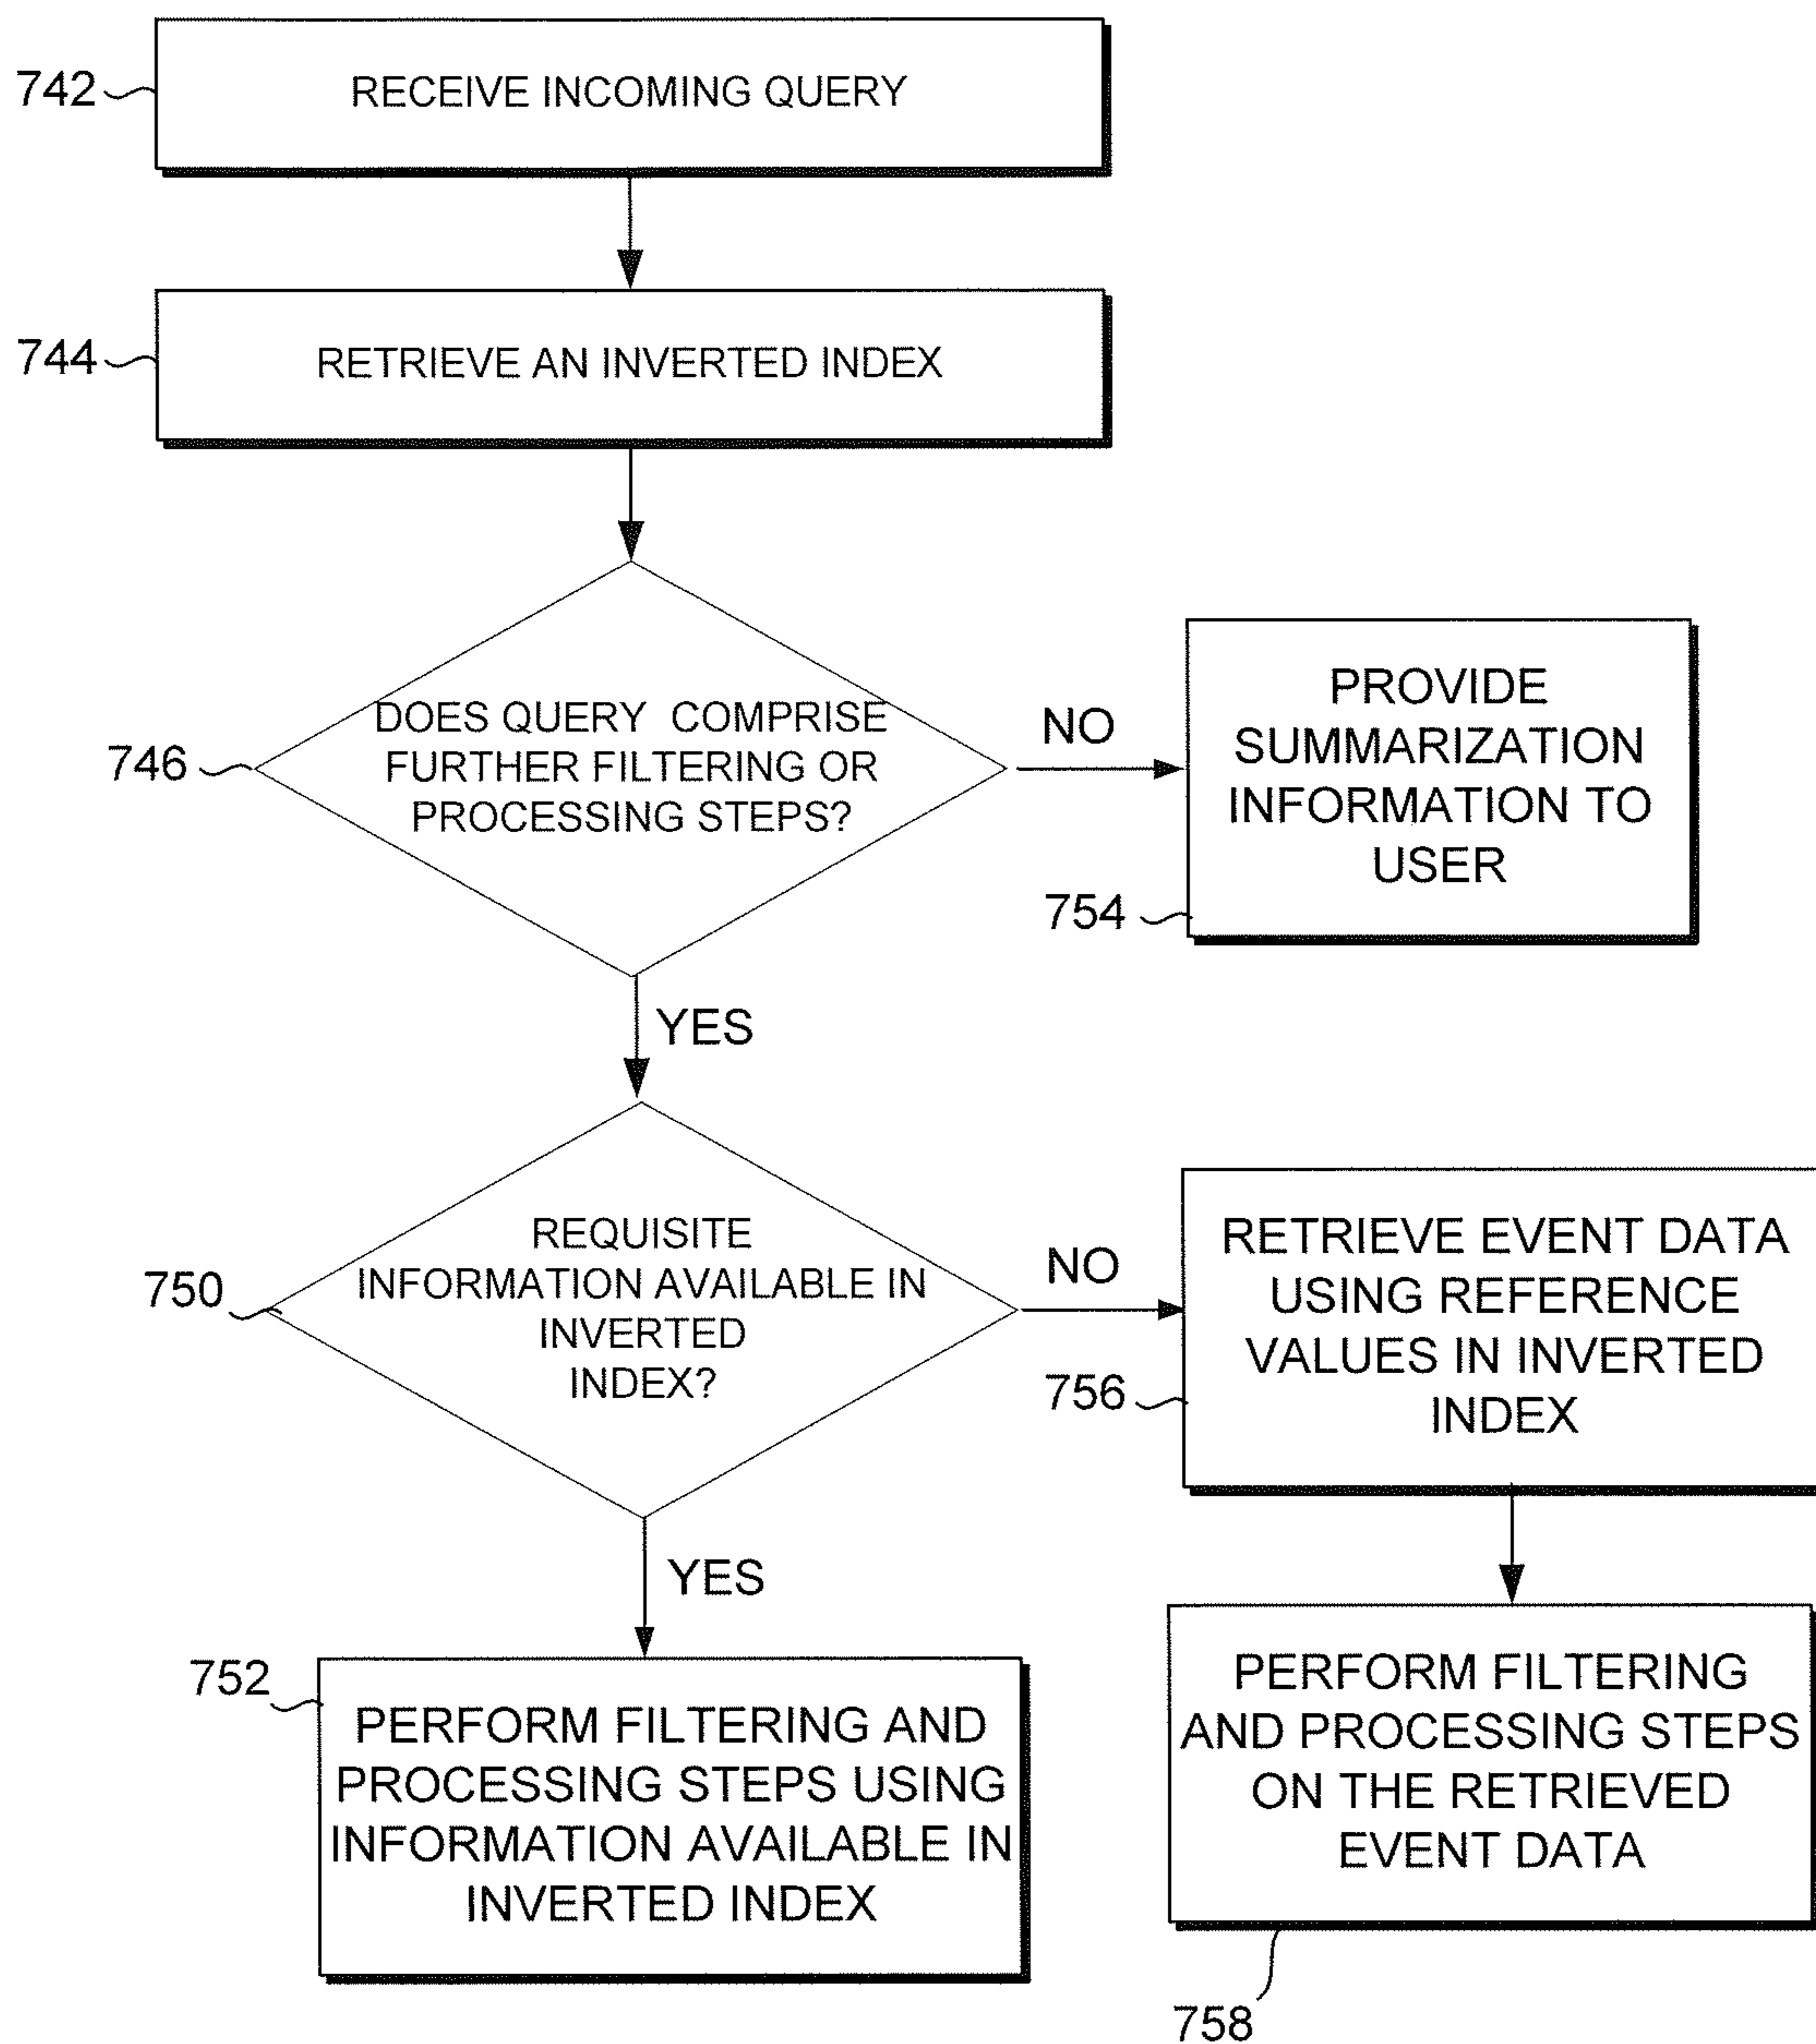 742
RECEIVE INCOMING QUERY
744
RETRIEVE AN INVERTED INDEX
746
DOES QUERY COMPRISE
FURTHER FILTERING OR
PROCESSING STEPS?
NO
PROVIDE
SUMMARIZATION
INFORMATION TO
USER
754
YES
750
REQUISITE
INFORMATION AVAILABLE IN
INVERTED
INDEX?
NO
RETRIEVE EVENT DATA
USING REFERENCE
VALUES IN INVERTED
INDEX
756
YES
752
PERFORM FILTERING AND
PROCESSING STEPS USING
INFORMATION AVAILABLE IN
INVERTED INDEX
PERFORM FILTERING
AND PROCESSING STEPS
ON THE RETRIEVED
EVENT DATA
758